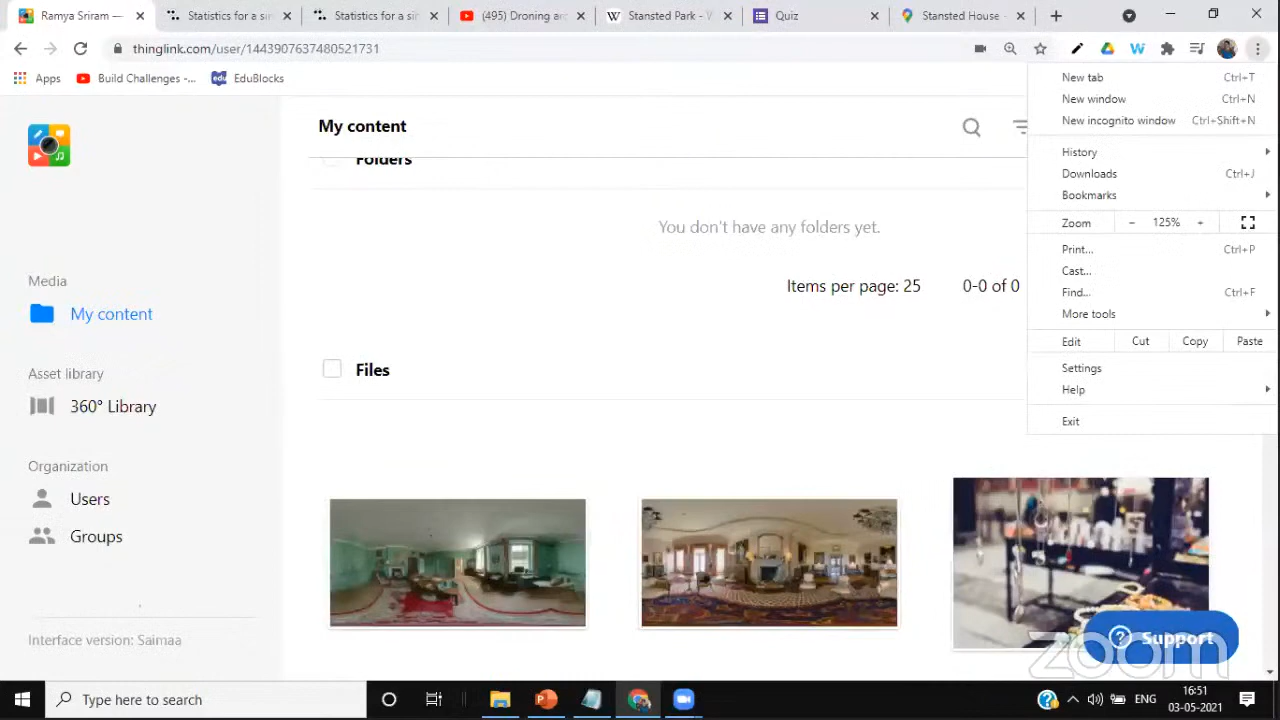 Ramya Sriram —
Statistics for a sin
Statistics for a sin
(495) Droning arc
Stansted Park - W
Quiz
Stansted House -
thinglink.com/user/1443907637480521731
Apps
Build Challenges -...
EduBlocks
New tab Ctrl+T
New window Ctrl+N
New incognito window Ctrl+Shift+N
History
Downloads Ctrl+J
Bookmarks
Zoom - 125% +
Print... Ctrl+P
Cast...
Find... Ctrl+F
More tools
Edit Cut Copy Paste
Settings
Help
Exit
My content
Folders
You don't have any folders yet.
Items per page: 25 0-0 of 0
Files
Media
My content
Asset library
360° Library
Organization
Users
Groups
Interface version: Saimaa
Support
zoom
Type here to search
ENG
16:51
03-05-2021